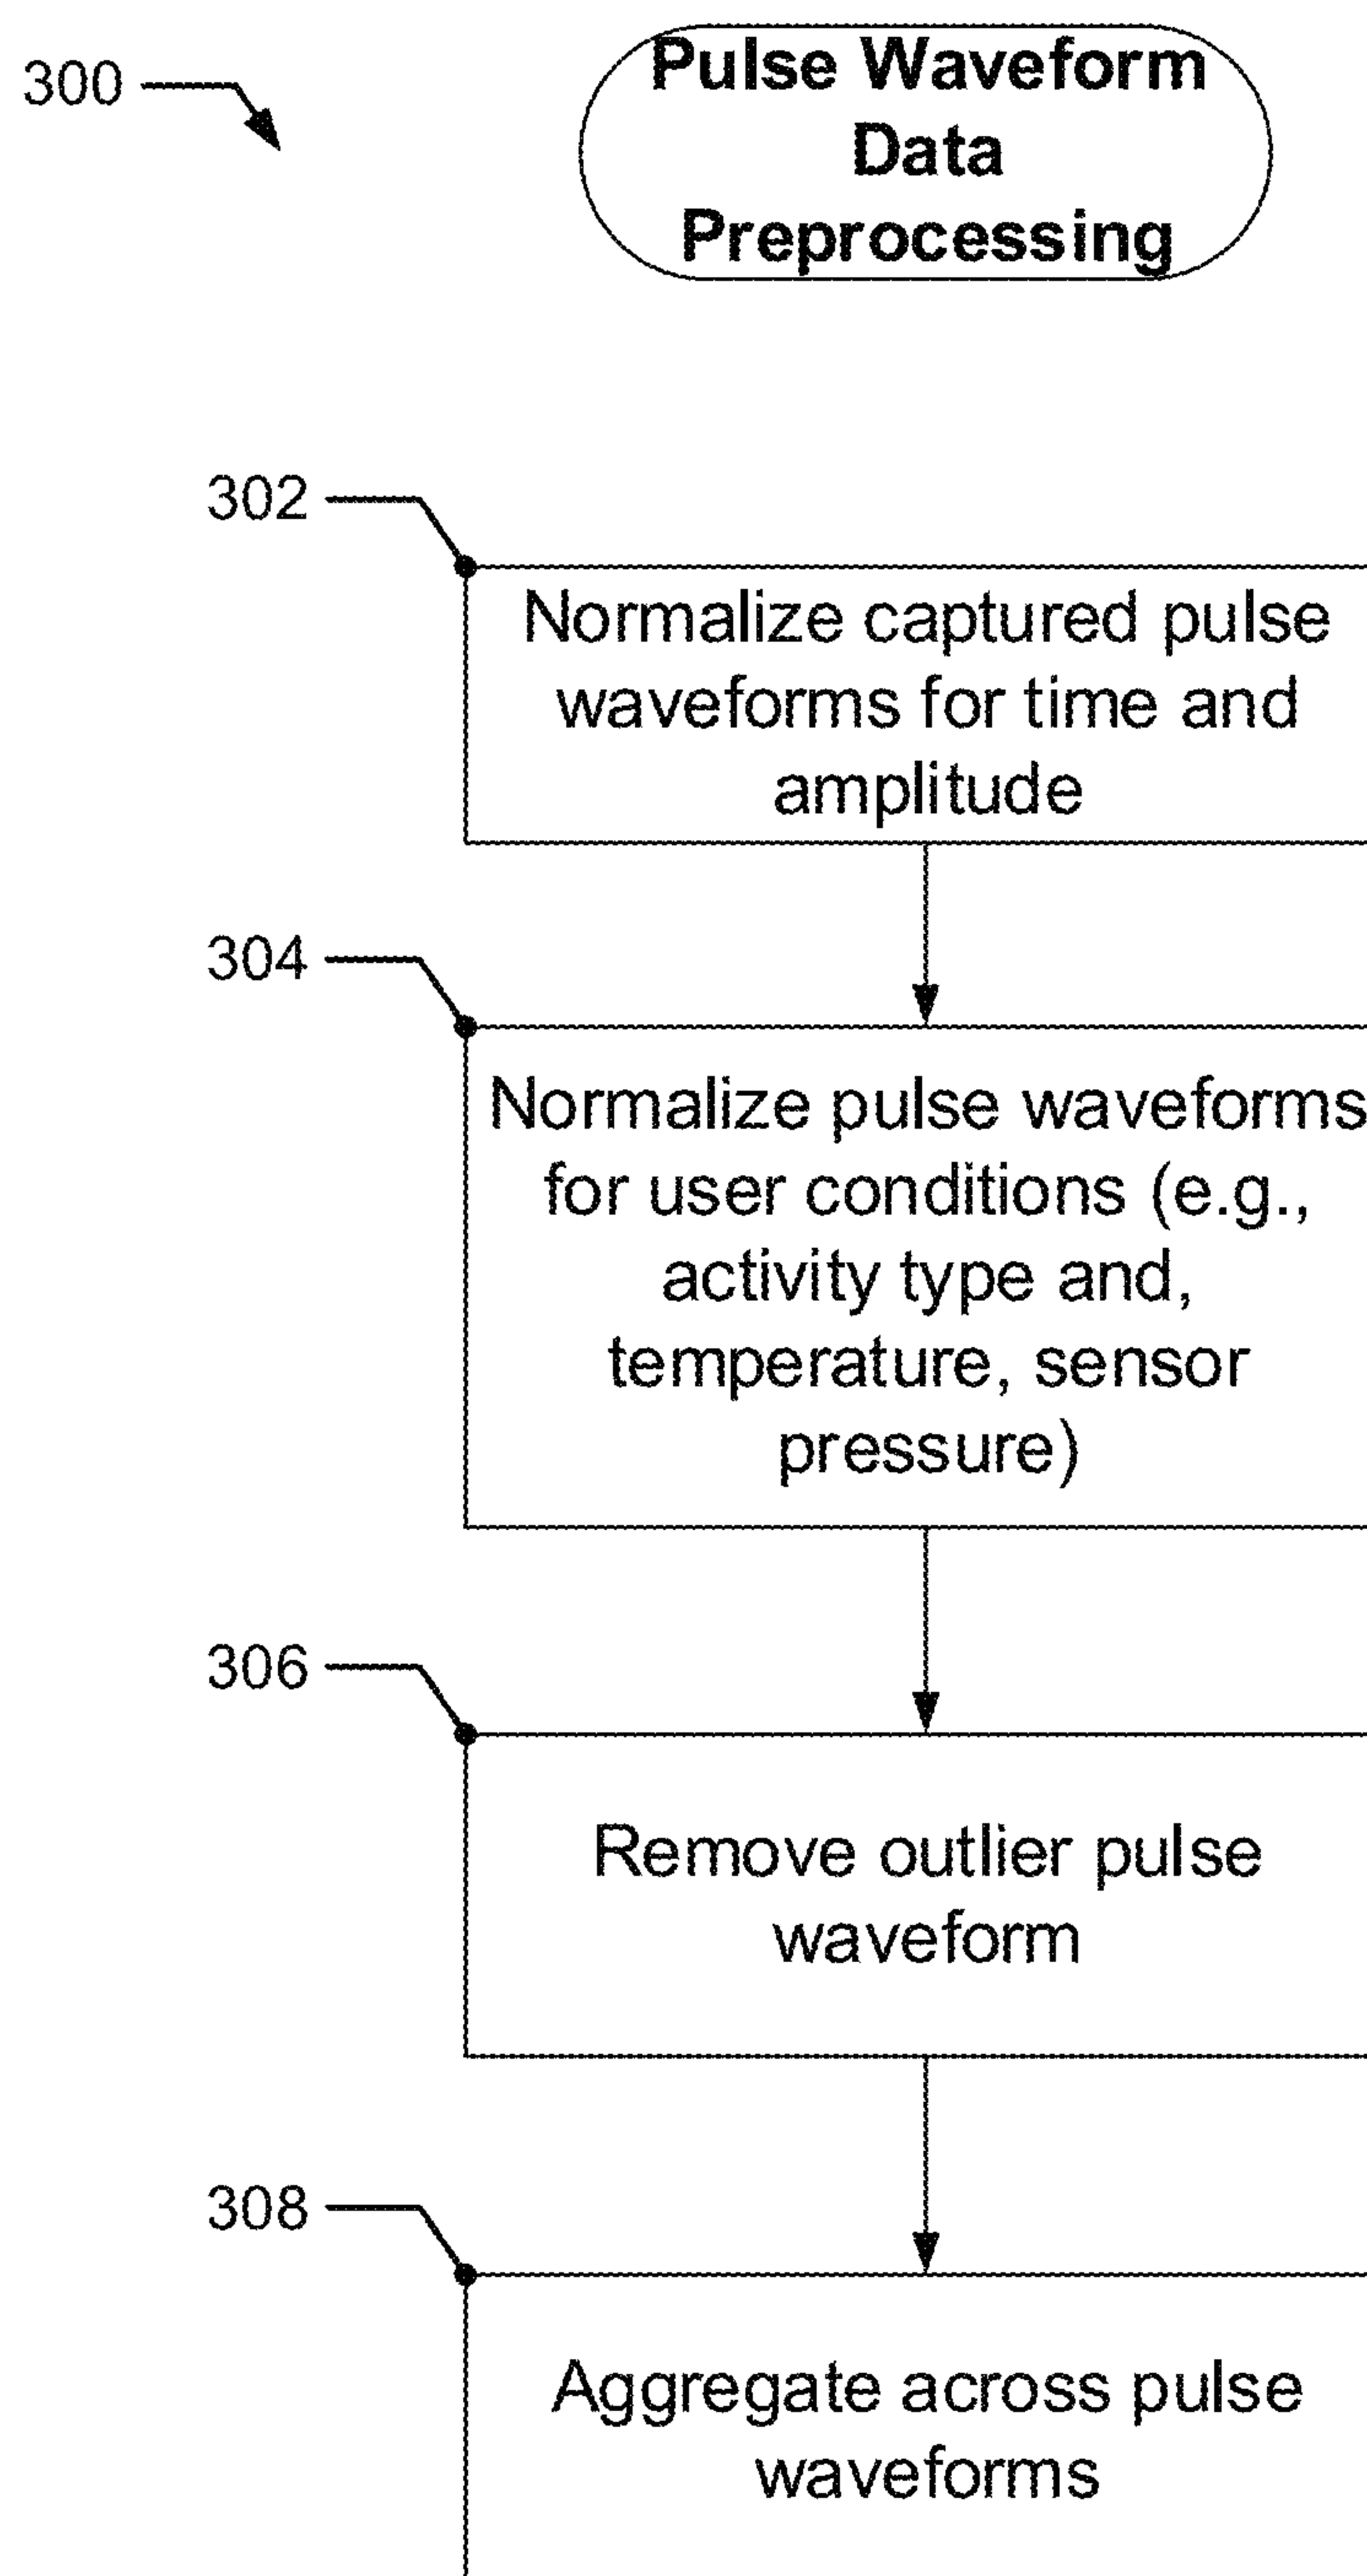 300
Pulse Waveform
Data
Preprocessing
302
Normalize captured pulse
waveforms for time and
amplitude
304
Normalize pulse waveforms
for user conditions (e.g.,
activity type and,
temperature, sensor
pressure)
306
Remove outlier pulse
waveform
308
Aggregate across pulse
waveforms